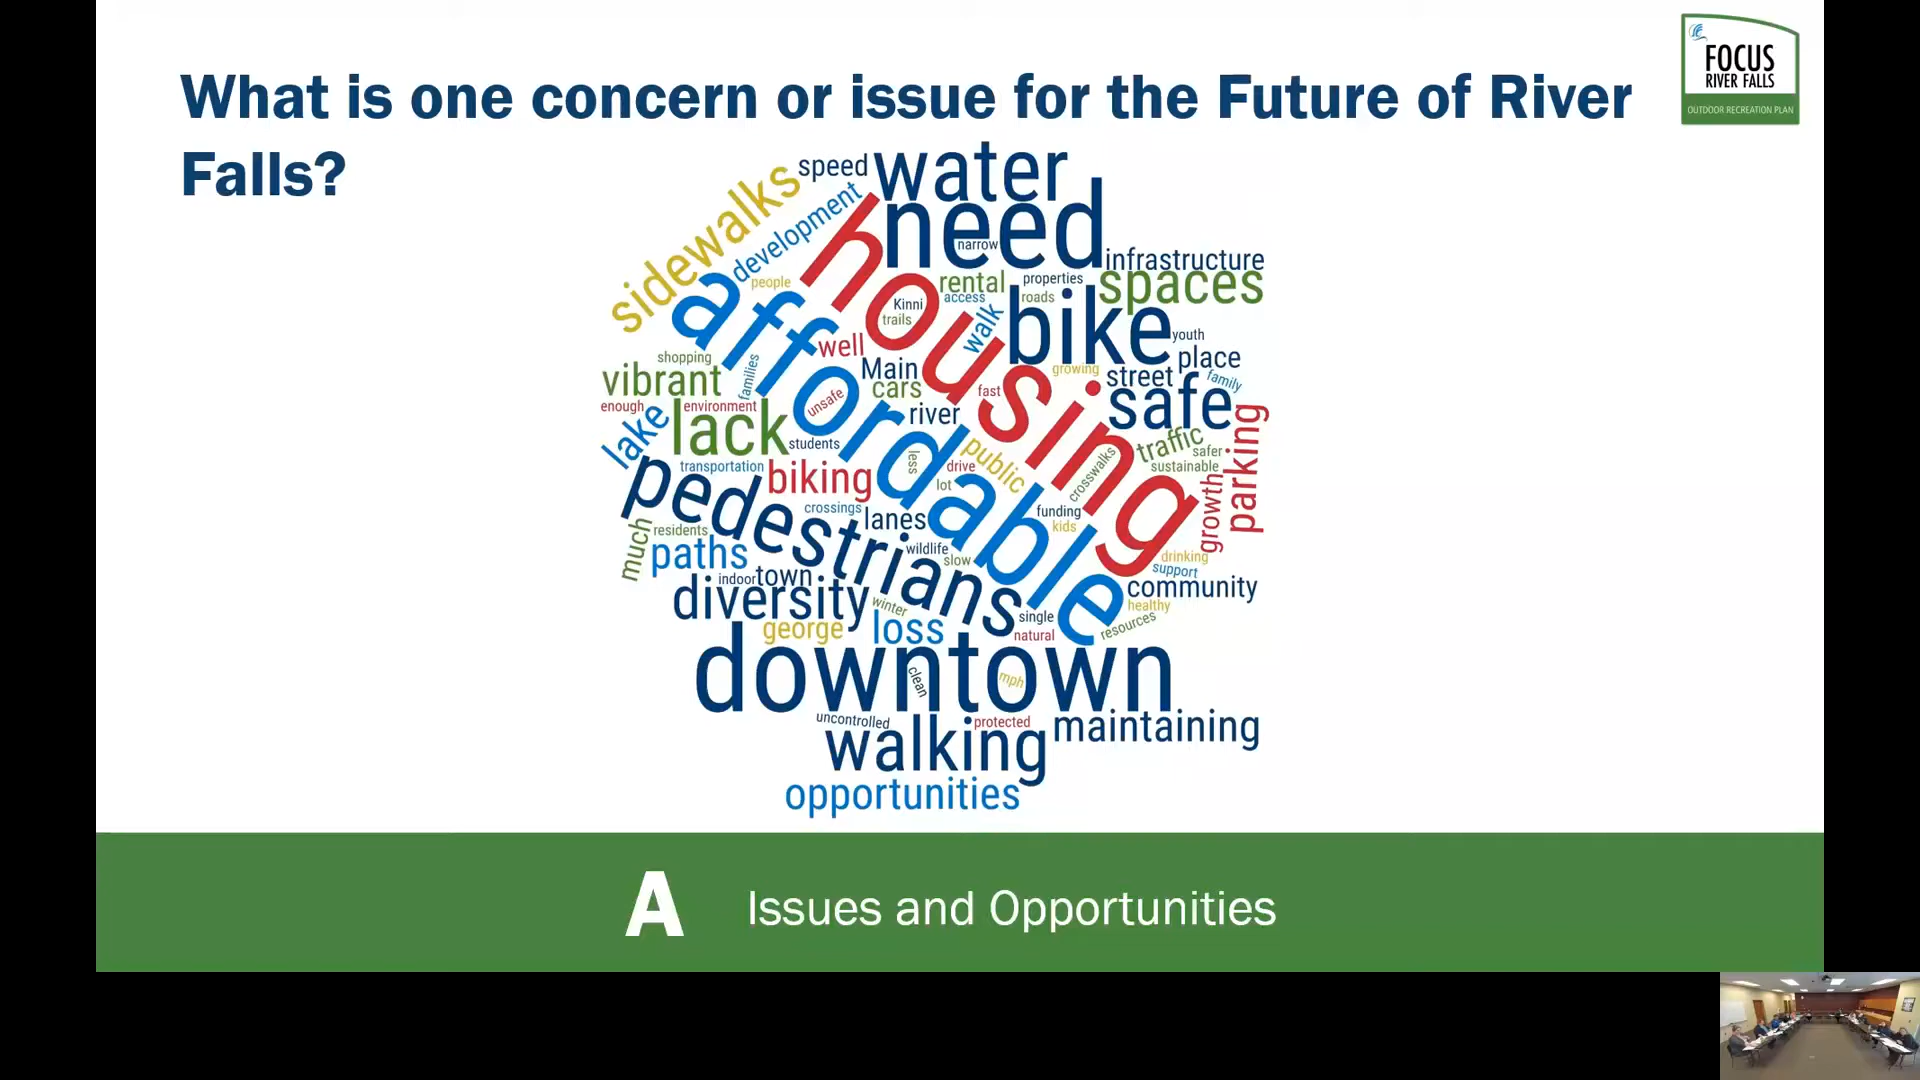 What is one concern or issue for the Future of River
Falls?
FOCUS
RIVER FALLS
OUTDOOR RECREATION PLAN
speed
water
sidewalks
development
need
narrow
housing
infrastructure
people
rental
properties
spaces
affordable
Kinni
access
roads
trails
walk
bike
youth
well
shopping
families
Main
growing
street
place
vibrant
cars
fast
family
safe
enough
environment
unsafe
river
parking
lake
lack
students
public
traffic
safer
less
drive
crosswalks
sustainable
transportation
biking
lot
pedestrians
growth
crossings
lanes
funding
kids
much
residents
paths
wildlife
slow
drinking
support
indoor
town
community
diversity
winter
healthy
single
resources
george
loss
natural
downtown
clean
mph
uncontrolled
protected
maintaining
walking
opportunities
A
Issues and Opportunities